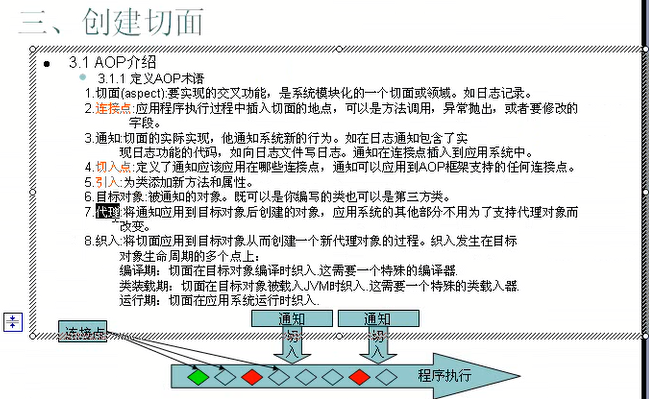 三、创建切面
3.1 AOP介绍
3.1.1 定义AOP术语
1.切面(aspect):要实现的交叉功能，是系统模块化的一个切面或领域。如日志记录。
2.连接点:应用程序执行过程中插入切面的地点，可以是方法调用，异常抛出，或者要修改的
字段。
3.通知:切面的实际实现，他通知系统新的行为。如在日志通知包含了实
现日志功能的代码，如向日志文件写日志。通知在连接点插入到应用系统中。
4.切入点:定义了通知应该应用在哪些连接点，通知可以应用到AOP框架支持的任何连接点。
5.引入:为类添加新方法和属性。
6.目标对象:被通知的对象。既可以是你编写的类也可以是第三方类。
7.代理:将通知应用到目标对象后创建的对象，应用系统的其他部分不用为了支持代理对象而
改变。
8.织入:将切面应用到目标对象从而创建一个新代理对象的过程。织入发生在目标
对象生命周期的多个点上：
编译期：切面在目标对象编译时织入.这需要一个特殊的编译器.
类装载期：切面在目标对象被载入JVM时织入.这需要一个特殊的类载入器.
运行期：切面在应用系统运行时织入.
通知 通知
连接点
切入 切入
程序执行